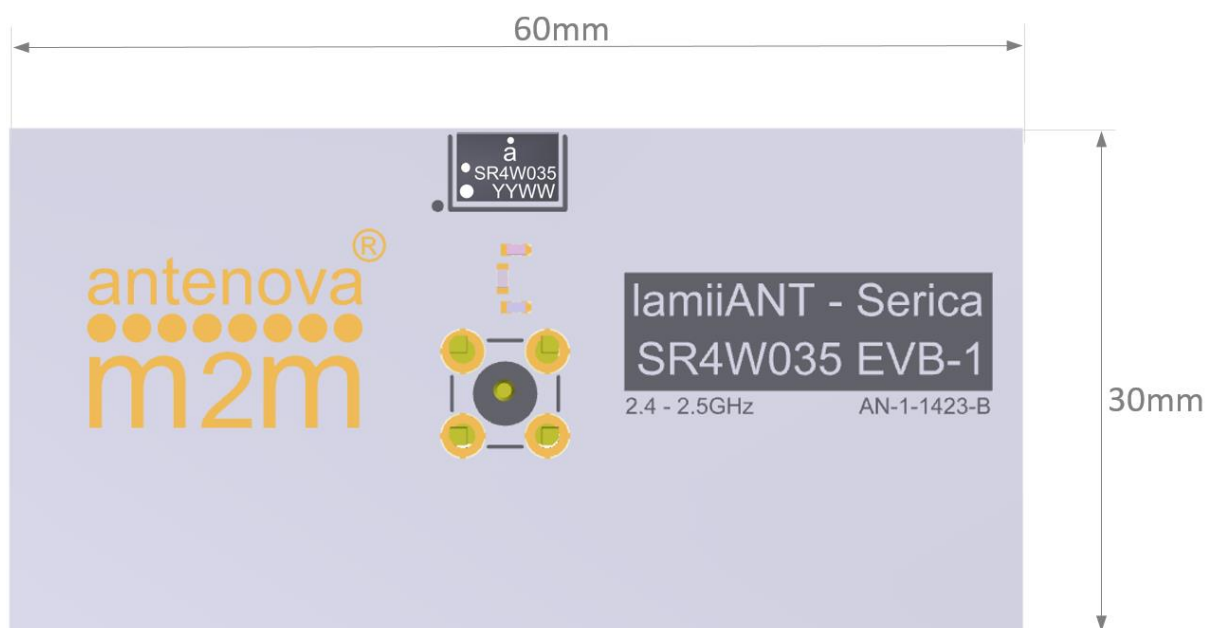 60mm
a
SR4W035
YYWW
antenova®
m2m
lamiiANT - Serica
SR4W035 EVB-1
2.4 - 2.5GHz AN-1-1423-B
30mm